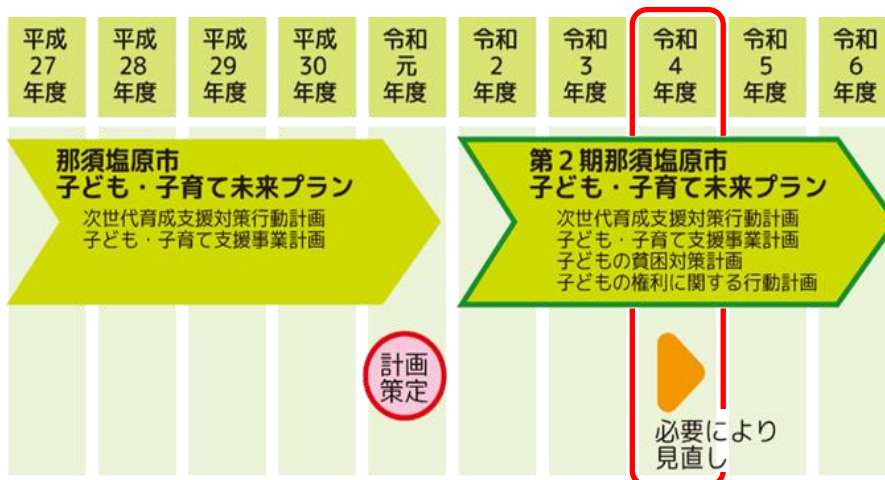 平成
27
年度
平成
28
年度
平成
29
年度
平成
30
年度
令和
元
年度
令和
2
年度
令和
3
年度
令和
4
年度
令和
5
年度
令和
6
年度
那須塩原市
子ども・子育て未来プラン
次世代育成支援対策行動計画
子ども・子育て支援事業計画
第２期那須塩原市
子ども・子育て未来プラン
次世代育成支援対策行動計画
子ども・子育て支援事業計画
子どもの貧困対策計画
子どもの権利に関する行動計画
計画
策定
必要により
見直し